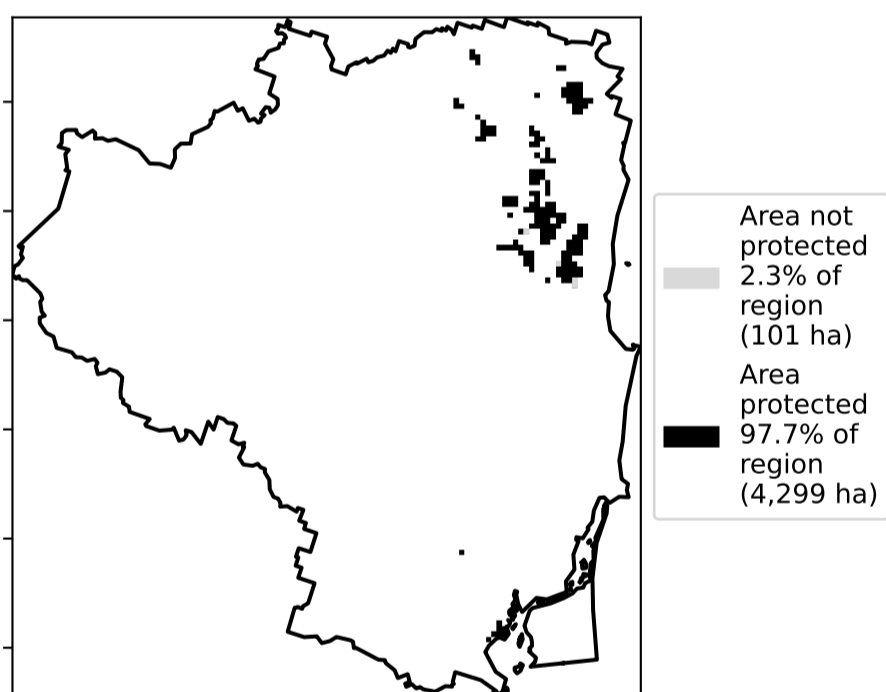 Area not
protected
2.3% of
region
(101 ha)
Area
protected
97.7% of
region
(4,299 ha)